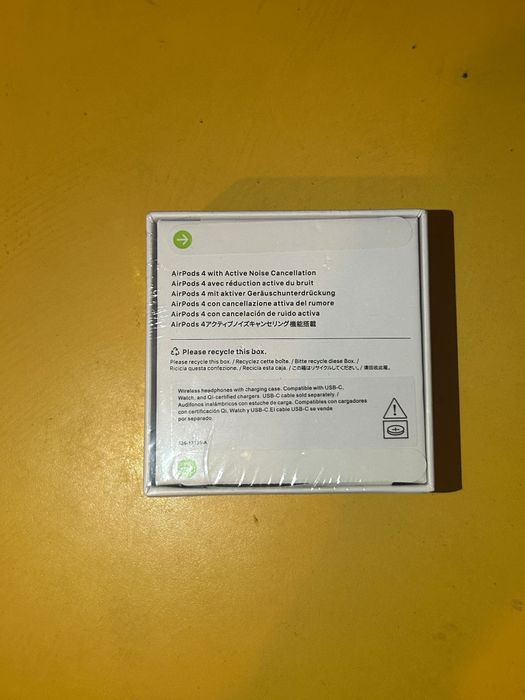 AirPods 4 with Active Noise Cancellation
AirPods 4 avec réduction active du bruit
AirPods 4 mit aktiver Geräuschunterdrückung
AirPods 4 con cancellazione attiva del rumore
AirPods 4 con cancelación de ruido activa
AirPods 4アクティブノイズキャンセリング機能搭載
Please recycle this box.
Please recycle this box. / Recyclez cette boîte. / Bitte recycle diese Box. /
Ricicla questa confezione. / Recicla esta caja. / この箱はリサイクルしてください。/ 請回收此箱。
Wireless headphones with charging case. Compatible with USB-C,
Watch, and Qi-certified chargers. USB-C cable sold separately. /
Audífonos inalámbricos con estuche de carga. Compatibles con cargadores
con certificación Qi, Watch y USB-C. El cable USB-C se vende
por separado.